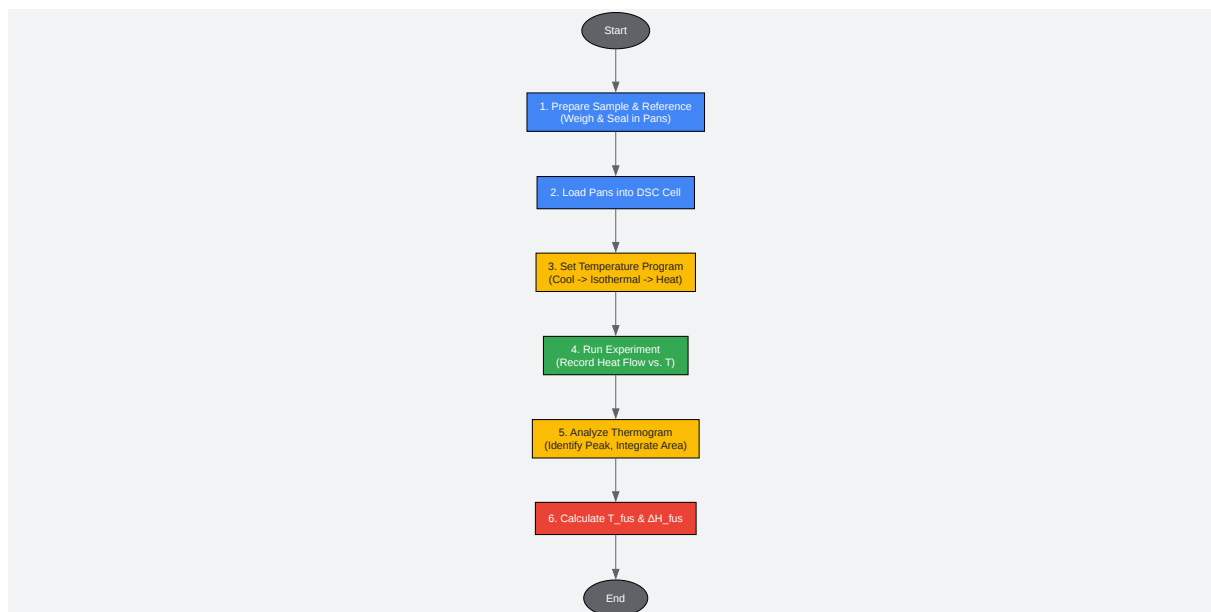 Start
1. Prepare Sample & Reference
(Weigh & Seal in Pans)
2. Load Pans into DSC Cell
3. Set Temperature Program
(Cool -> Isothermal -> Heat)
4. Run Experiment
(Record Heat Flow vs. T)
5. Analyze Thermogram
(Identify Peak, Integrate Area)
6. Calculate T_fus & ΔH_fus
End